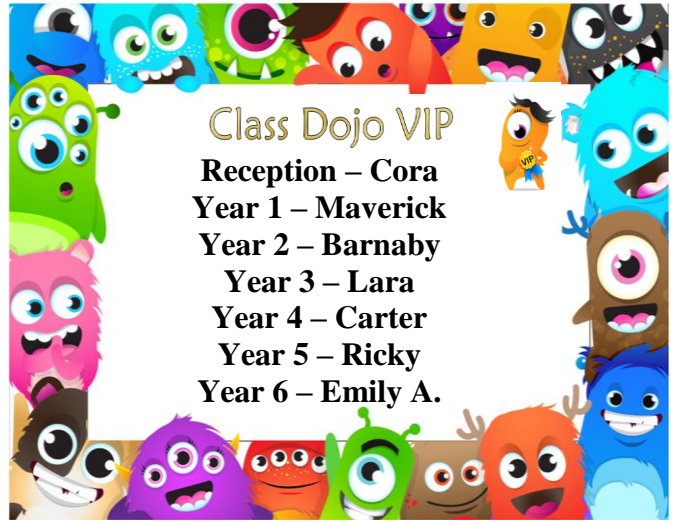 Class Dojo VIP
VIP
Reception – Cora
Year 1 – Maverick
Year 2 – Barnaby
Year 3 – Lara
Year 4 – Carter
Year 5 – Ricky
Year 6 – Emily A.